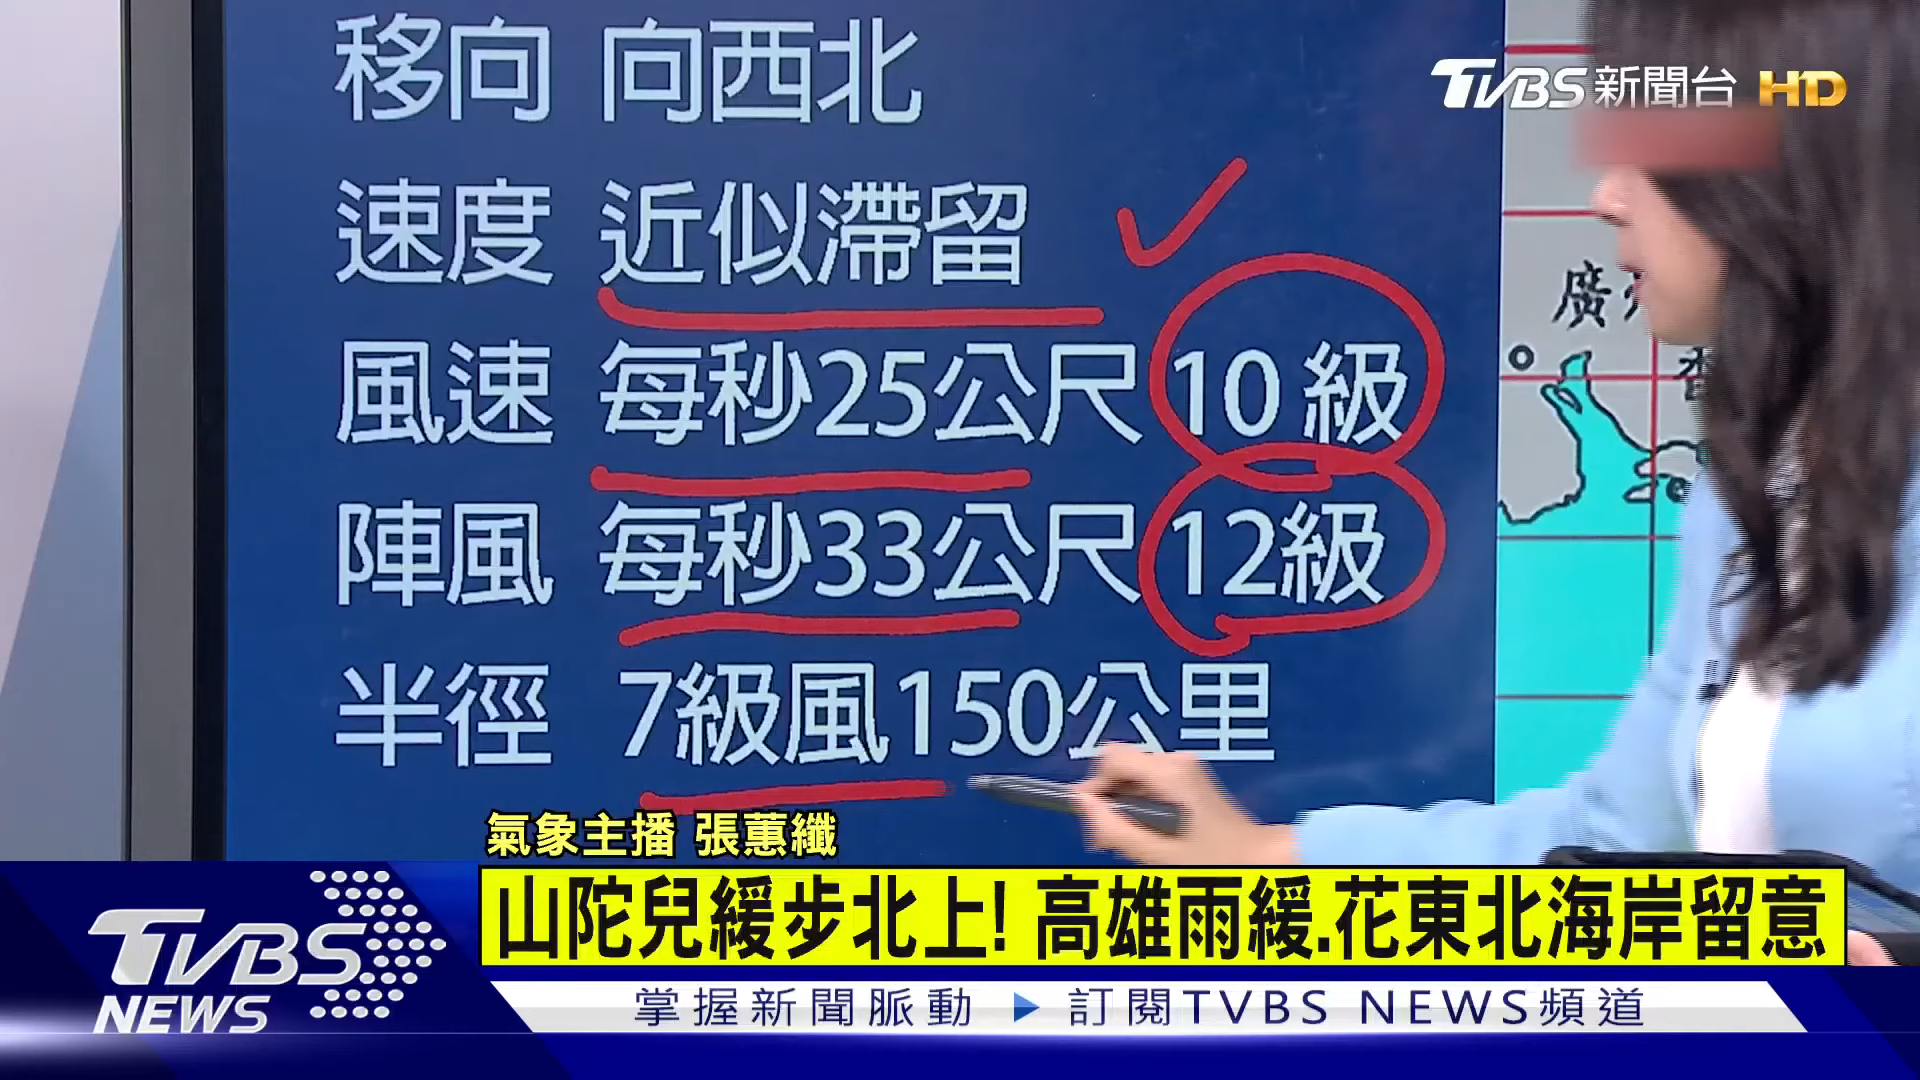 移向 向西北
TVBS新聞台 HD
速度 近似滯留
風速 每秒25公尺 10級
陣風 每秒33公尺 12級
半徑 7級風150公里
廣
氣象主播 張蕙纖
山陀兒緩步北上! 高雄雨緩.花東北海岸留意
TVBS NEWS
掌握新聞脈動 ▶ 訂閱TVBS NEWS頻道